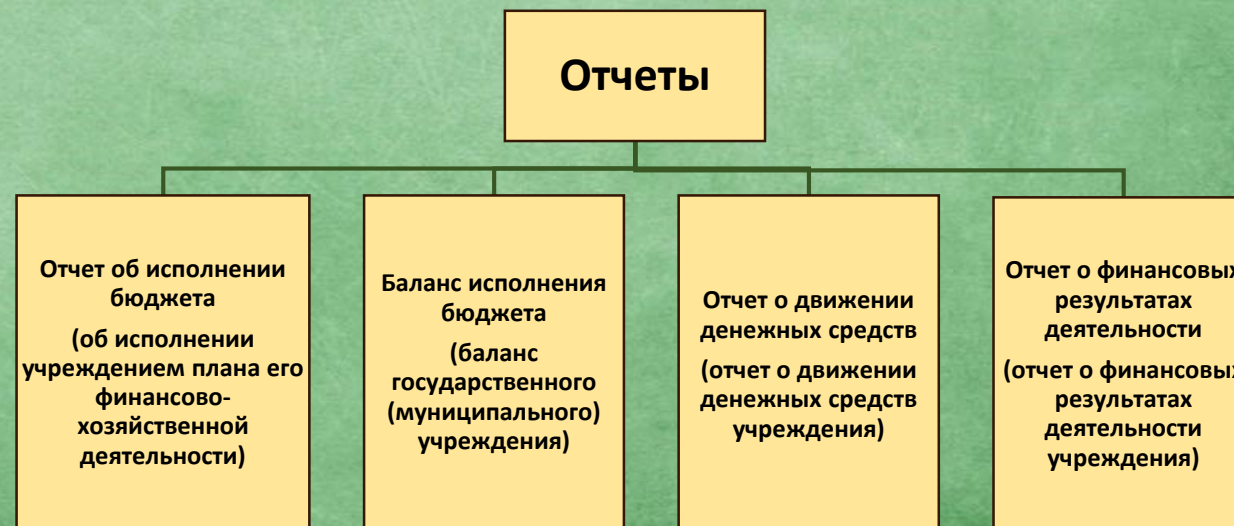 Отчеты
Отчет об исполнении
бюджета
(об исполнении
учреждением плана его
финансово-
хозяйственной
деятельности)
Баланс исполнения
бюджета
(баланс
государственного
(муниципального)
учреждения)
Отчет о движении
денежных средств
(отчет о движении
денежных средств
учреждения)
Отчет о финансовых
результатах
деятельности
(отчет о финансовых
результатах
деятельности
учреждения)